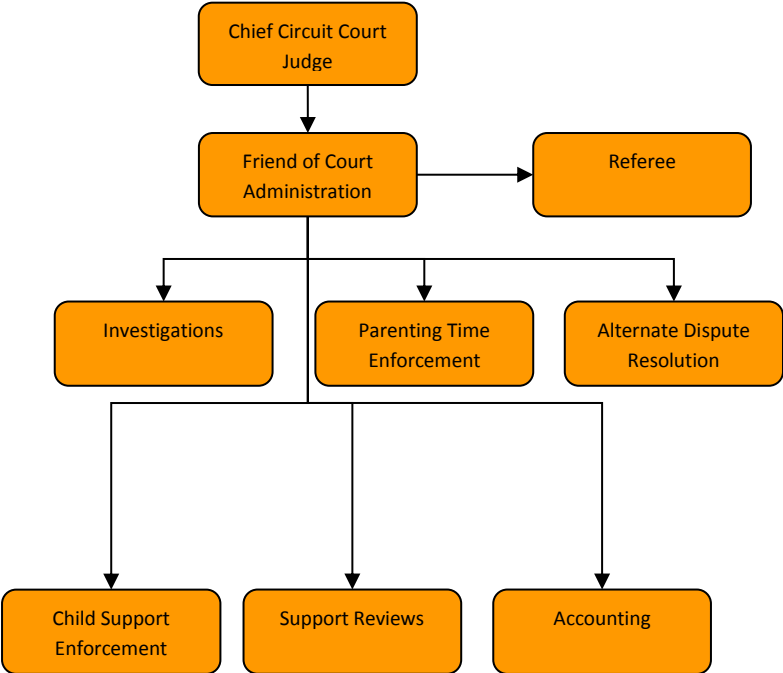 Chief Circuit Court
Judge
Friend of Court
Administration
Referee
Investigations
Parenting Time
Enforcement
Alternate Dispute
Resolution
Child Support
Enforcement
Support Reviews
Accounting